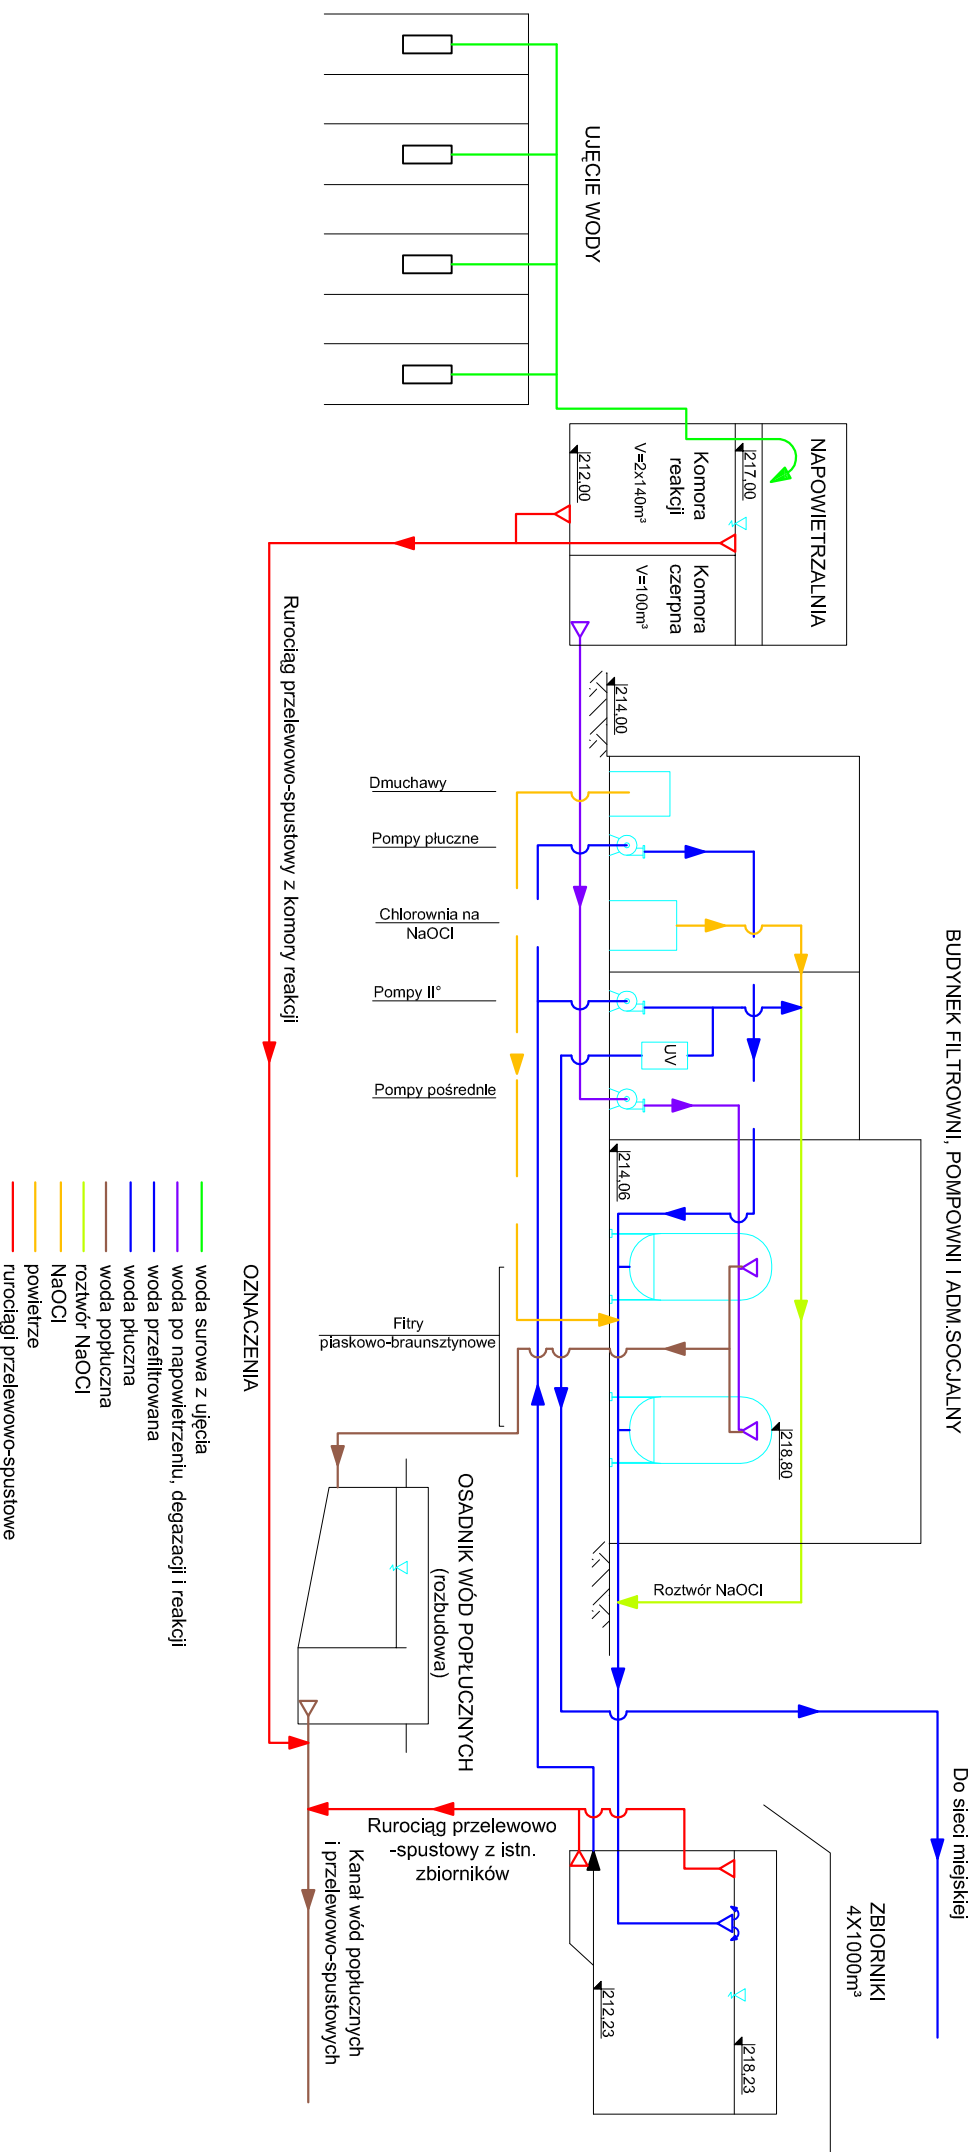 UJĘCIE WODY
NAPOWIETRZALNIA
217,00
Komora
reakcji
V=2x140m³
212,00
Komora
czerpna
V=100m³
214,00
Rurociąg przelewowo-spustowy z komory reakcji
BUDYNEK FILTROWNI, POMPOWNI I ADM.SOCJALNY
Dmuchawy
Pompy płuczne
Chlorownia na
NaOCl
Pompy II°
UV
Pompy pośrednie
214,06
Fitry
piaskowo-braunsztynowe
218,80
Roztwór NaOCl
OSADNIK WÓD POPŁUCZNYCH
(rozbudowa)
Do sieci miejskiej
ZBIORNIKI
4X1000m³
218,23
212,23
Rurociąg przelewowo
-spustowy z istn.
zbiorników
Kanał wód popłucznych
i przelewowo-spustowych
OZNACZENIA
woda surowa z ujęcia
woda po napowietrzeniu, degazacji i reakcji
woda przefiltrowana
woda płuczna
woda popłuczna
roztwór NaOCl
NaOCl
powietrze
rurociągi przelewowo-spustowe